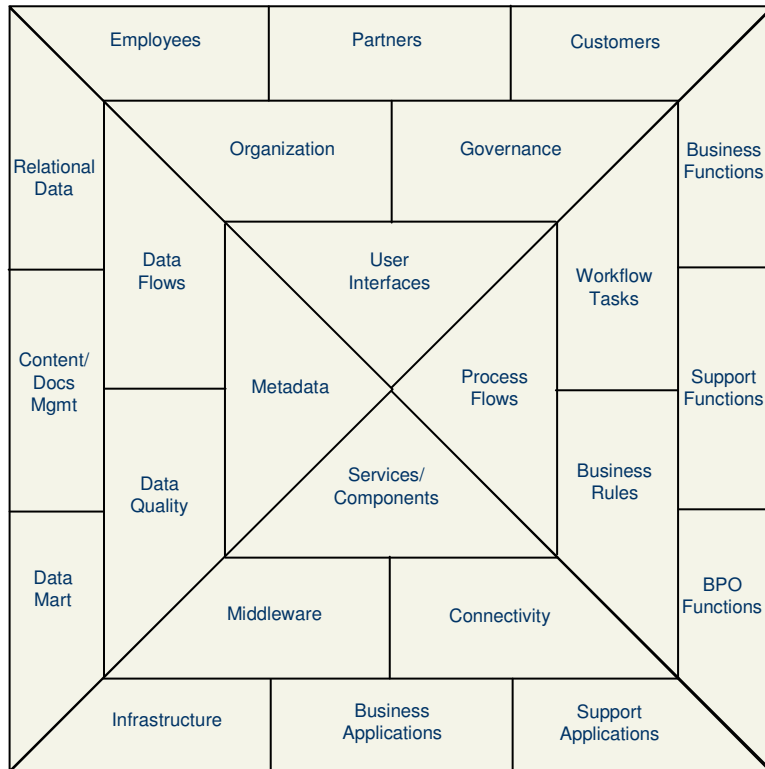 Employees
Partners
Customers
Organization
Governance
Relational
Data
Business
Functions
Data
Flows
User
Interfaces
Workflow
Tasks
Content/
Docs
Mgmt
Metadata
Process
Flows
Support
Functions
Data
Quality
Services/
Components
Business
Rules
Data
Mart
Middleware
Connectivity
BPO
Functions
Infrastructure
Business
Applications
Support
Applications